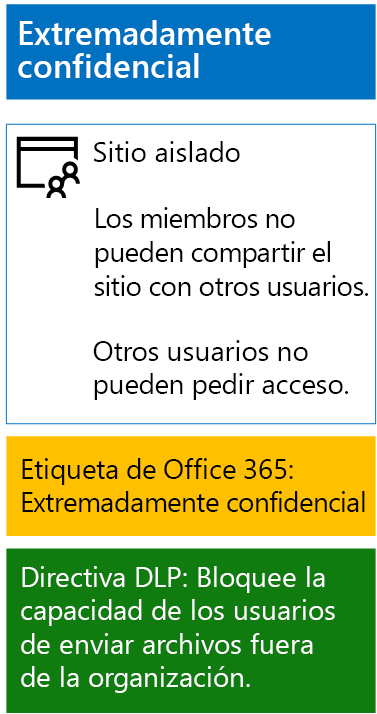 Extremadamente
confidencial
Sitio aislado
Los miembros no
pueden compartir el
sitio con otros usuarios.
Otros usuarios no
pueden pedir acceso.
Etiqueta de Office 365:
Extremadamente confidencial
Directiva DLP: Bloquee la
capacidad de los usuarios
de enviar archivos fuera
de la organización.